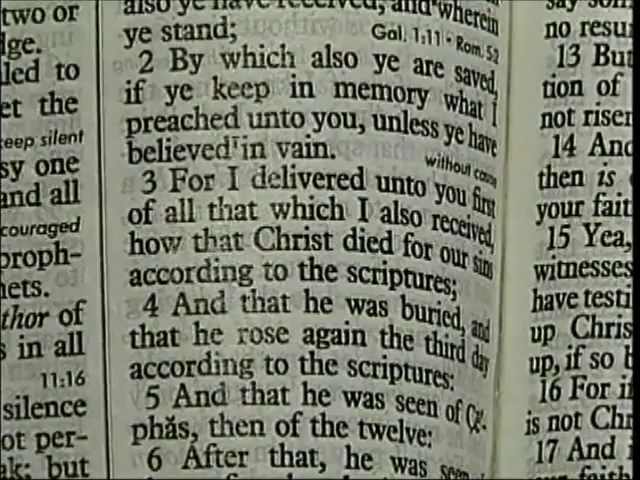 two or
dge.
led to
et the
eep silent
sy one
and all
couraged
proph-
nets.
thor of
s in all
11:16
silence
ot per-
ak: but
also ye have received, and wherein
ye stand;
Gal. 1:11 - Rom. 5:2
2 By which also ye are saved,
if ye keep in memory what I
preached unto you, unless ye have
believed in vain.
without cause
3 For I delivered unto you first
of all that which I also received,
how that Christ died for our sins
according to the scriptures;
4 And that he was buried, and
that he rose again the third day
according to the scriptures:
5 And that he was seen of Çē-
phăs, then of the twelve:
6 After that, he was seen
no resu
13 But
tion of
not risen
14 And
then is
your fait
15 Yea,
witnesses
have testi
up Chris
up, if so b
16 For i
is not Chr
17 And i